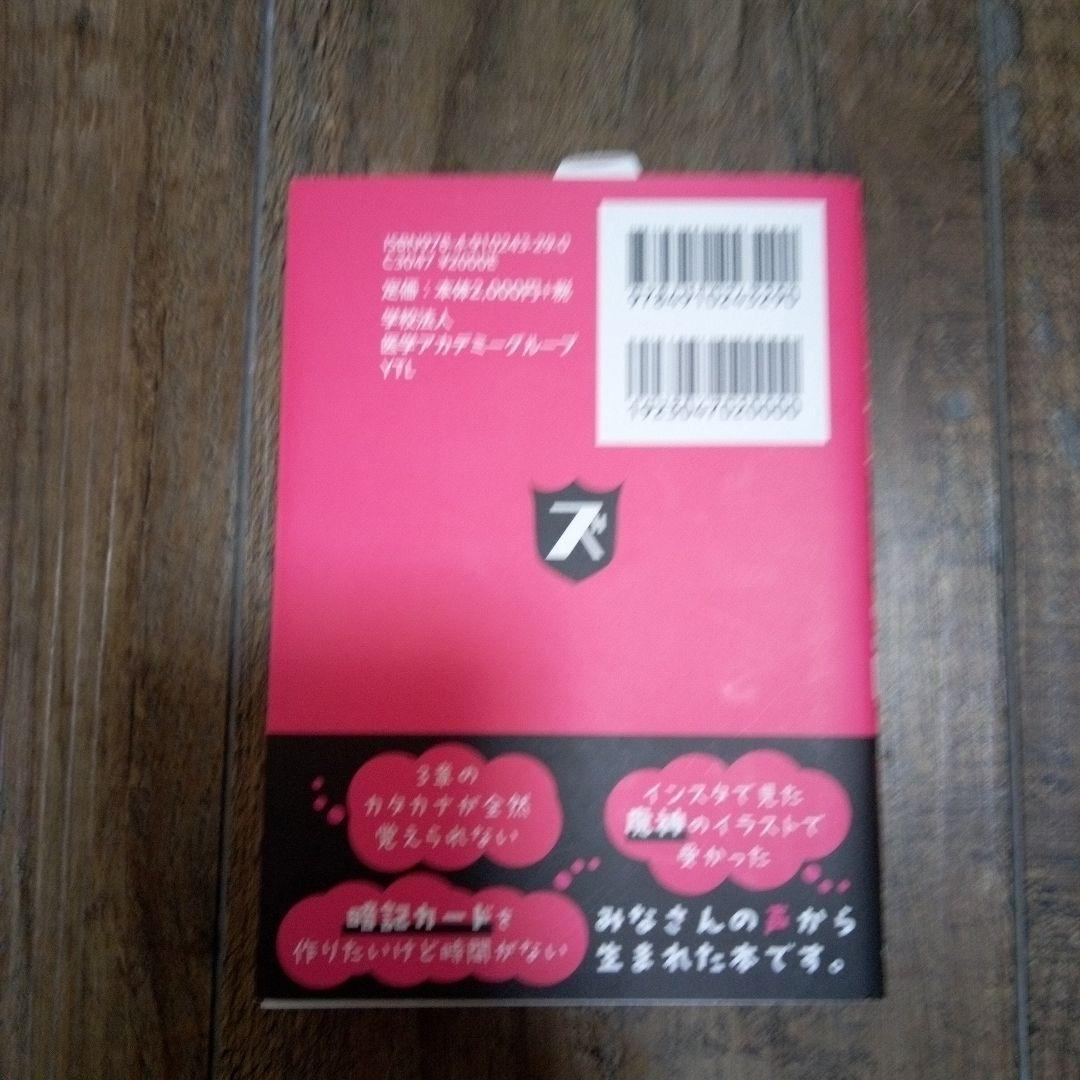 ISBN978-4-910243-29-0
C3047 ¥2000E
定価：本体2,000円+税
学校法人
医学アカデミーグループ
YTL
9784910243290
1923047020000
ズ
3章の
カタカナが全然
覚えられない
インスタで見た
魔神のイラストで
受かった
暗記カードを
作りたいけど時間がない
みなさんの声から
生まれた本です。